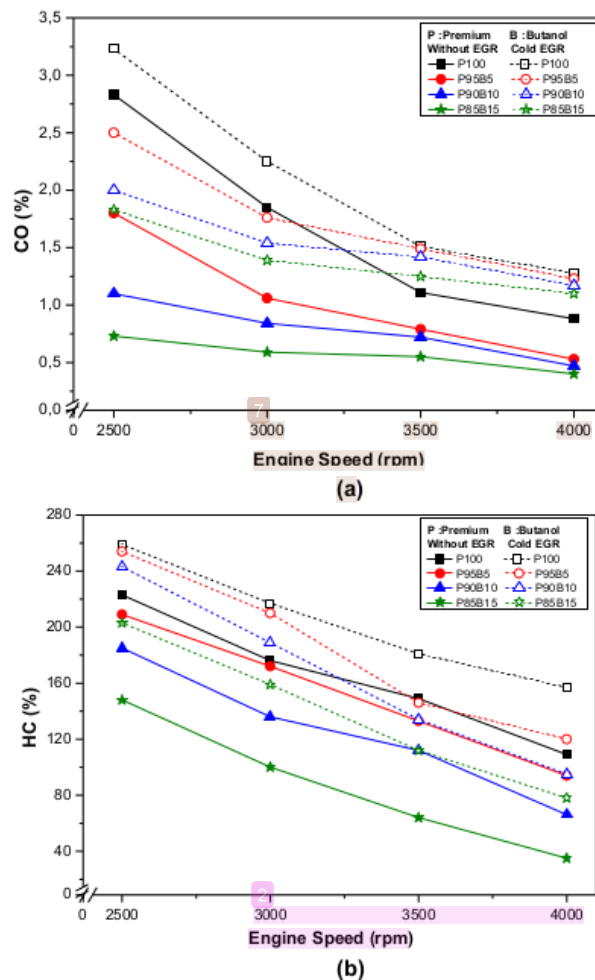 3,5
3,0
2,5
2,0
1,5
1,0
0,5
0,0
CO (%)
P :Premium B :Butanol
Without EGR Cold EGR
P100 P100
P95B5 P95B5
P90B10 P90B10
P85B15 P85B15
0 2500 3000 3500 4000
7
Engine Speed (rpm)
(a)
280
240
200
160
120
80
40
0
HC (%)
P :Premium B :Butanol
Without EGR Cold EGR
P100 P100
P95B5 P95B5
P90B10 P90B10
P85B15 P85B15
2
0 2500 3000 3500 4000
Engine Speed (rpm)
(b)